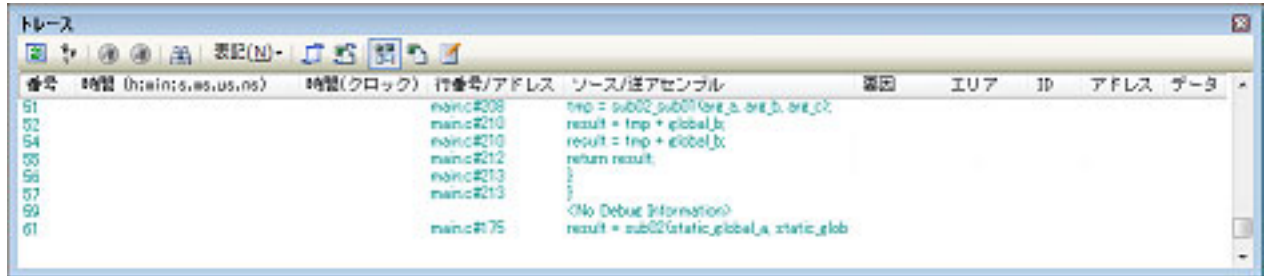 トレース
表記(N)
番号 時間 (h:min:s.ms.us.ns) 時間(クロック) 行番号/アドレス ソース/逆アセンブル 要因 エリア ID アドレス データ
51 main.c#208 tmp = sub02_sub01(arg_a, arg_b, arg_c);
52 main.c#210 result = tmp + global_b;
54 main.c#210 result = tmp + global_b;
55 main.c#212 return result;
56 main.c#213 }
57 main.c#213 }
59 <No Debug Information>
61 main.c#175 result = sub02(static_global_a, static_glob